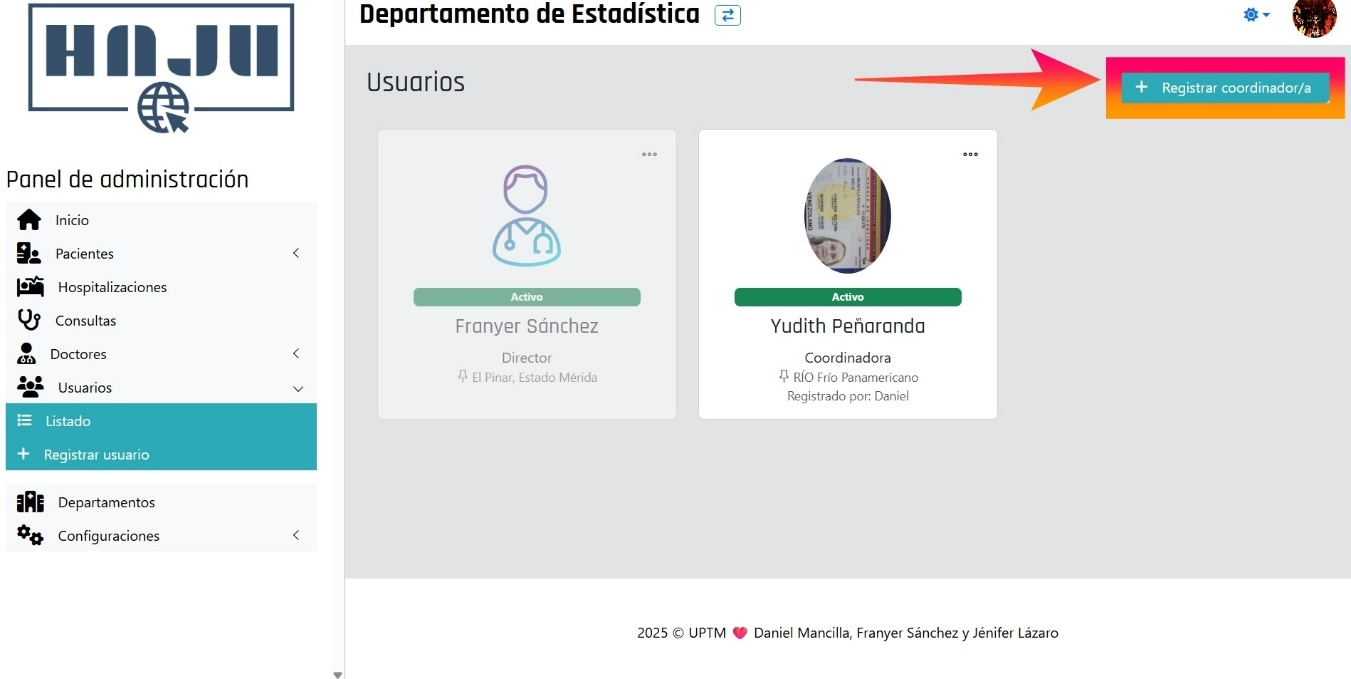 HNJU
Departamento de Estadística
Panel de administración
Inicio
Pacientes
Hospitalizaciones
Consultas
Doctores
Usuarios
Listado
Registrar usuario
Departamentos
Configuraciones
Usuarios
Registrar coordinador/a
Activo
Franyer Sánchez
Director
El Pinar, Estado Mérida
VENEZOLANO
Activo
Yudith Peñaranda
Coordinadora
RÍO Frío Panamericano
Registrado por: Daniel
2025 © UPTM ❤ Daniel Mancilla, Franyer Sánchez y Jénifer Lázaro